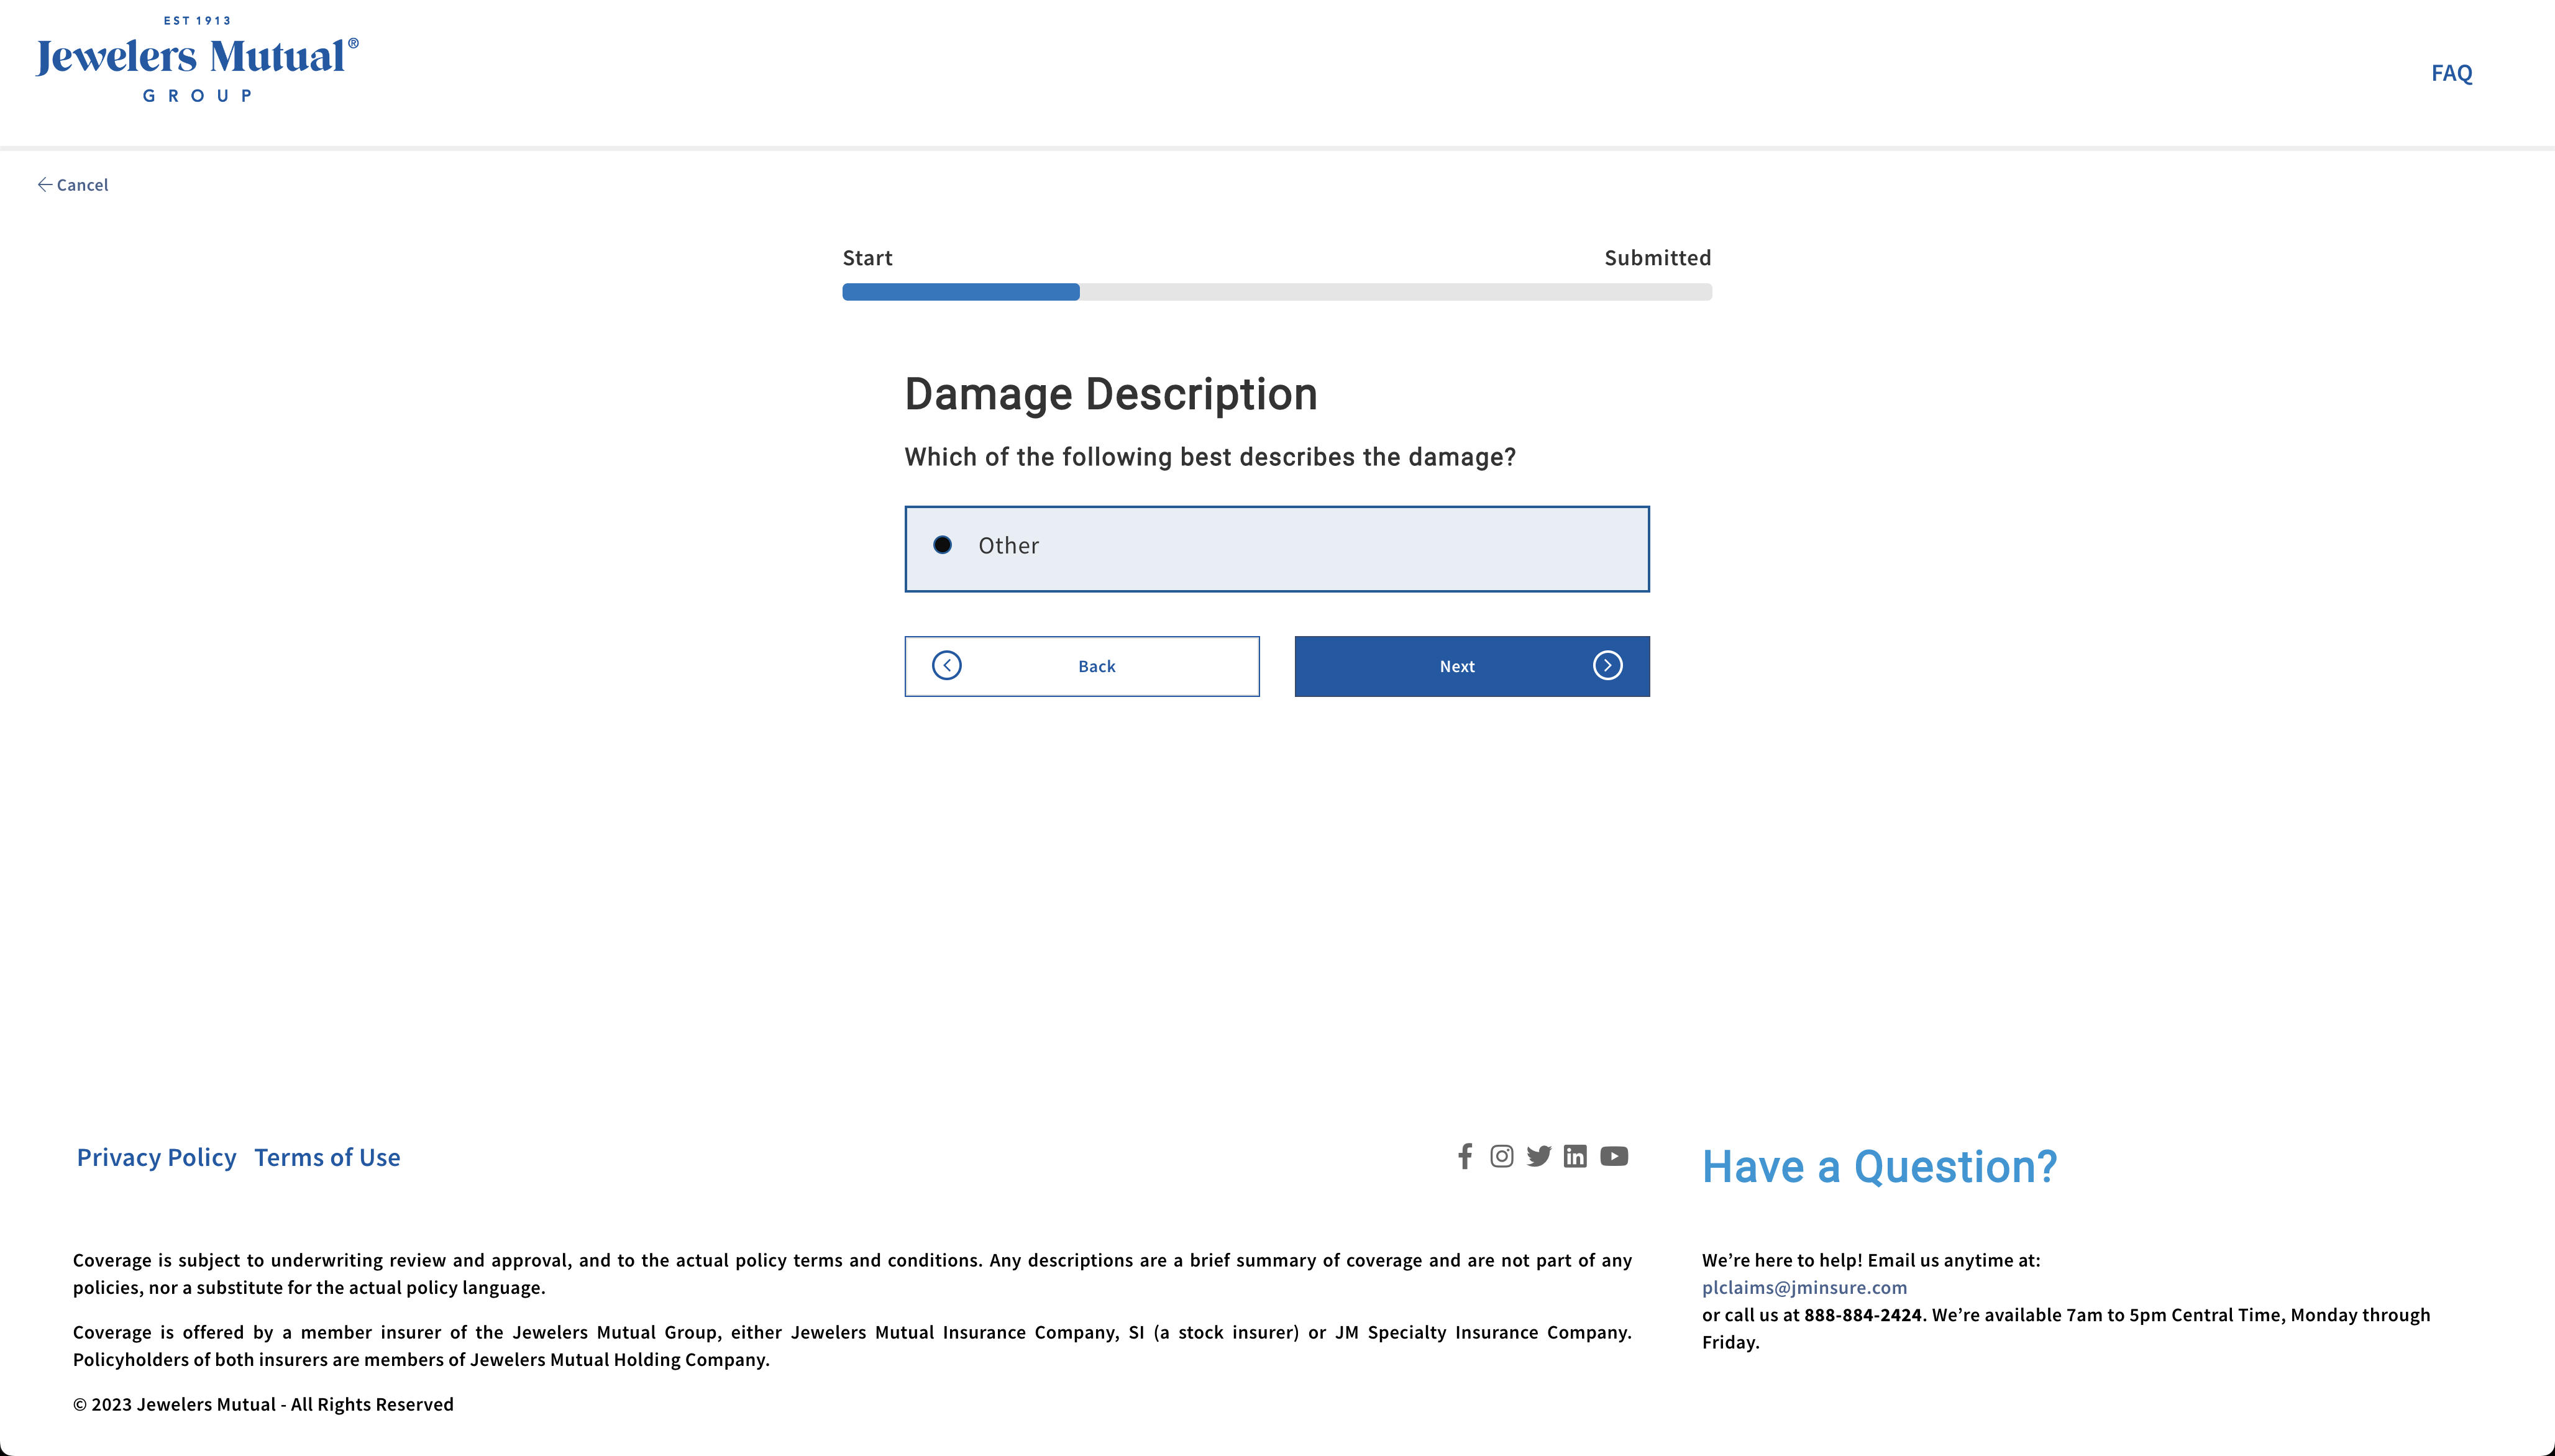 EST 1913
Jewelers Mutual®
GROUP
FAQ
Cancel
Start
Submitted
Damage Description
Which of the following best describes the damage?
Other
Back
Next
Privacy Policy
Terms of Use
Have a Question?
Coverage is subject to underwriting review and approval, and to the actual policy terms and conditions. Any descriptions are a brief summary of coverage and are not part of any
policies, nor a substitute for the actual policy language.
Coverage is offered by a member insurer of the Jewelers Mutual Group, either Jewelers Mutual Insurance Company, SI (a stock insurer) or JM Specialty Insurance Company.
Policyholders of both insurers are members of Jewelers Mutual Holding Company.
© 2023 Jewelers Mutual - All Rights Reserved
We’re here to help! Email us anytime at:
plclaims@jminsure.com
or call us at 888-884-2424. We’re available 7am to 5pm Central Time, Monday through
Friday.